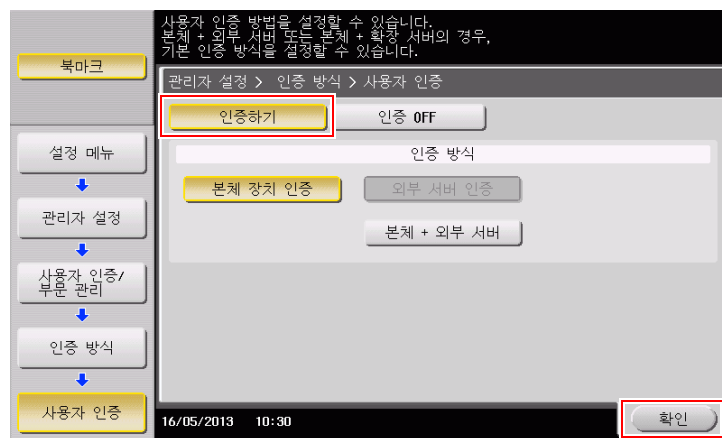 사용자 인증 방법을 설정할 수 있습니다.
본체 + 외부 서버 또는 본체 + 확장 서버의 경우,
기본 인증 방식을 설정할 수 있습니다.
북마크
관리자 설정 > 인증 방식 > 사용자 인증
인증하기
인증 OFF
설정 메뉴
인증 방식
본체 장치 인증
외부 서버 인증
관리자 설정
본체 + 외부 서버
사용자 인증/
부문 관리
인증 방식
사용자 인증
16/05/2013 10:30
확인